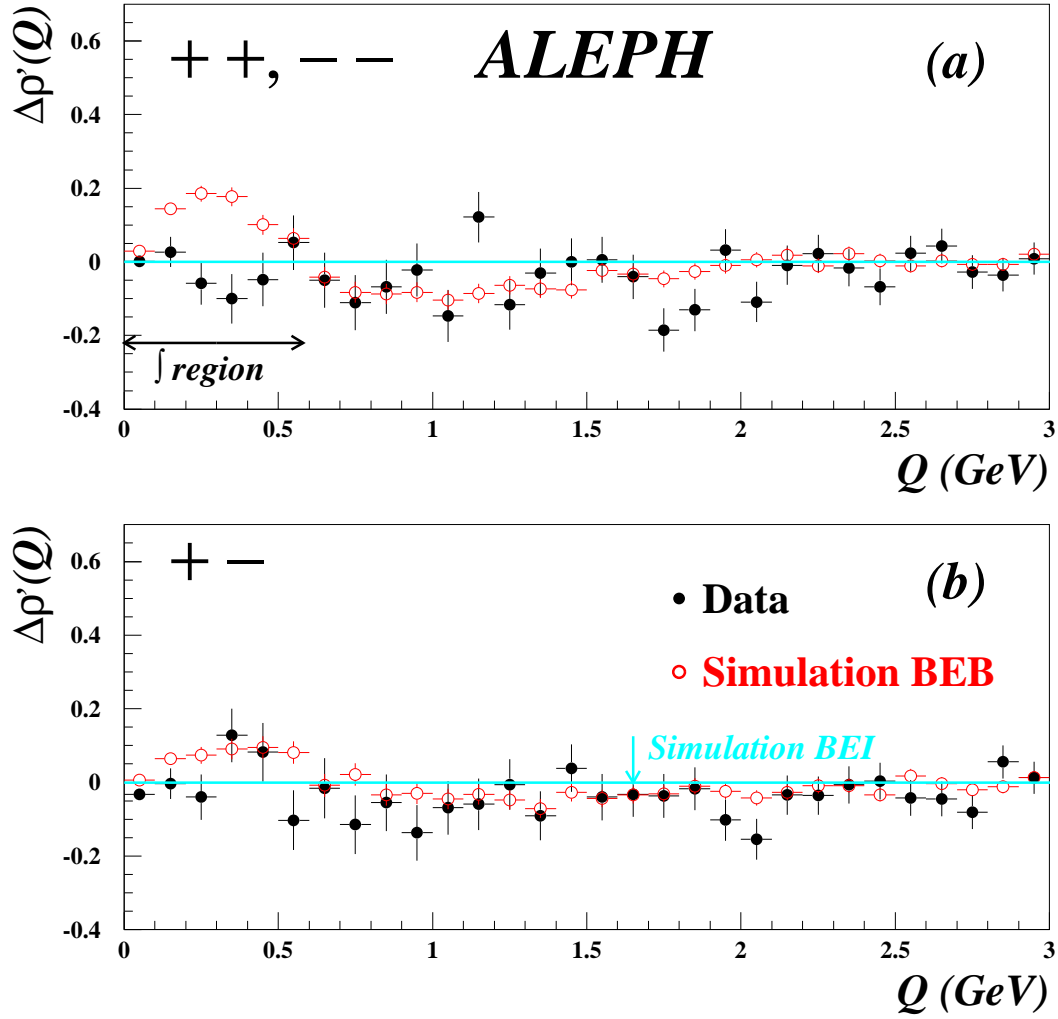 Δρ'(Q)
+ +, − − ALEPH (a)
0.6
0.4
0.2
0
-0.2
-0.4
∫ region
0 0.5 1 1.5 2 2.5 3
Q (GeV)
Δρ'(Q)
+ − (b)
0.6
0.4
0.2
0
-0.2
-0.4
Data
Simulation BEB
Simulation BEI
0 0.5 1 1.5 2 2.5 3
Q (GeV)